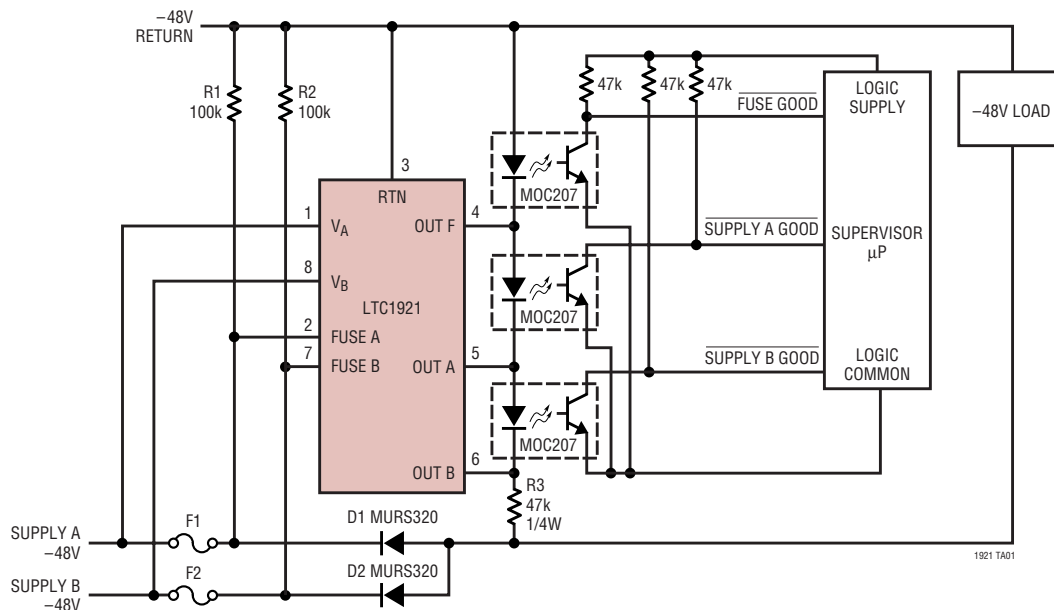 –48V
RETURN
R1
100k
R2
100k
47k
47k
47k
FUSE GOOD
LOGIC
SUPPLY
–48V LOAD
3
RTN
MOC207
1
VA
OUT F
4
SUPPLY A GOOD
SUPERVISOR
µP
8
VB
LTC1921
MOC207
2
FUSE A
7
FUSE B
OUT A
5
SUPPLY B GOOD
LOGIC
COMMON
MOC207
OUT B
6
R3
47k
1/4W
SUPPLY A
–48V
F1
D1 MURS320
1921 TA01
SUPPLY B
–48V
F2
D2 MURS320